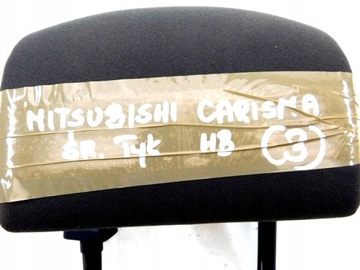 MITSUBISHI CARISMA
ŚR. TYŁ HB (3)